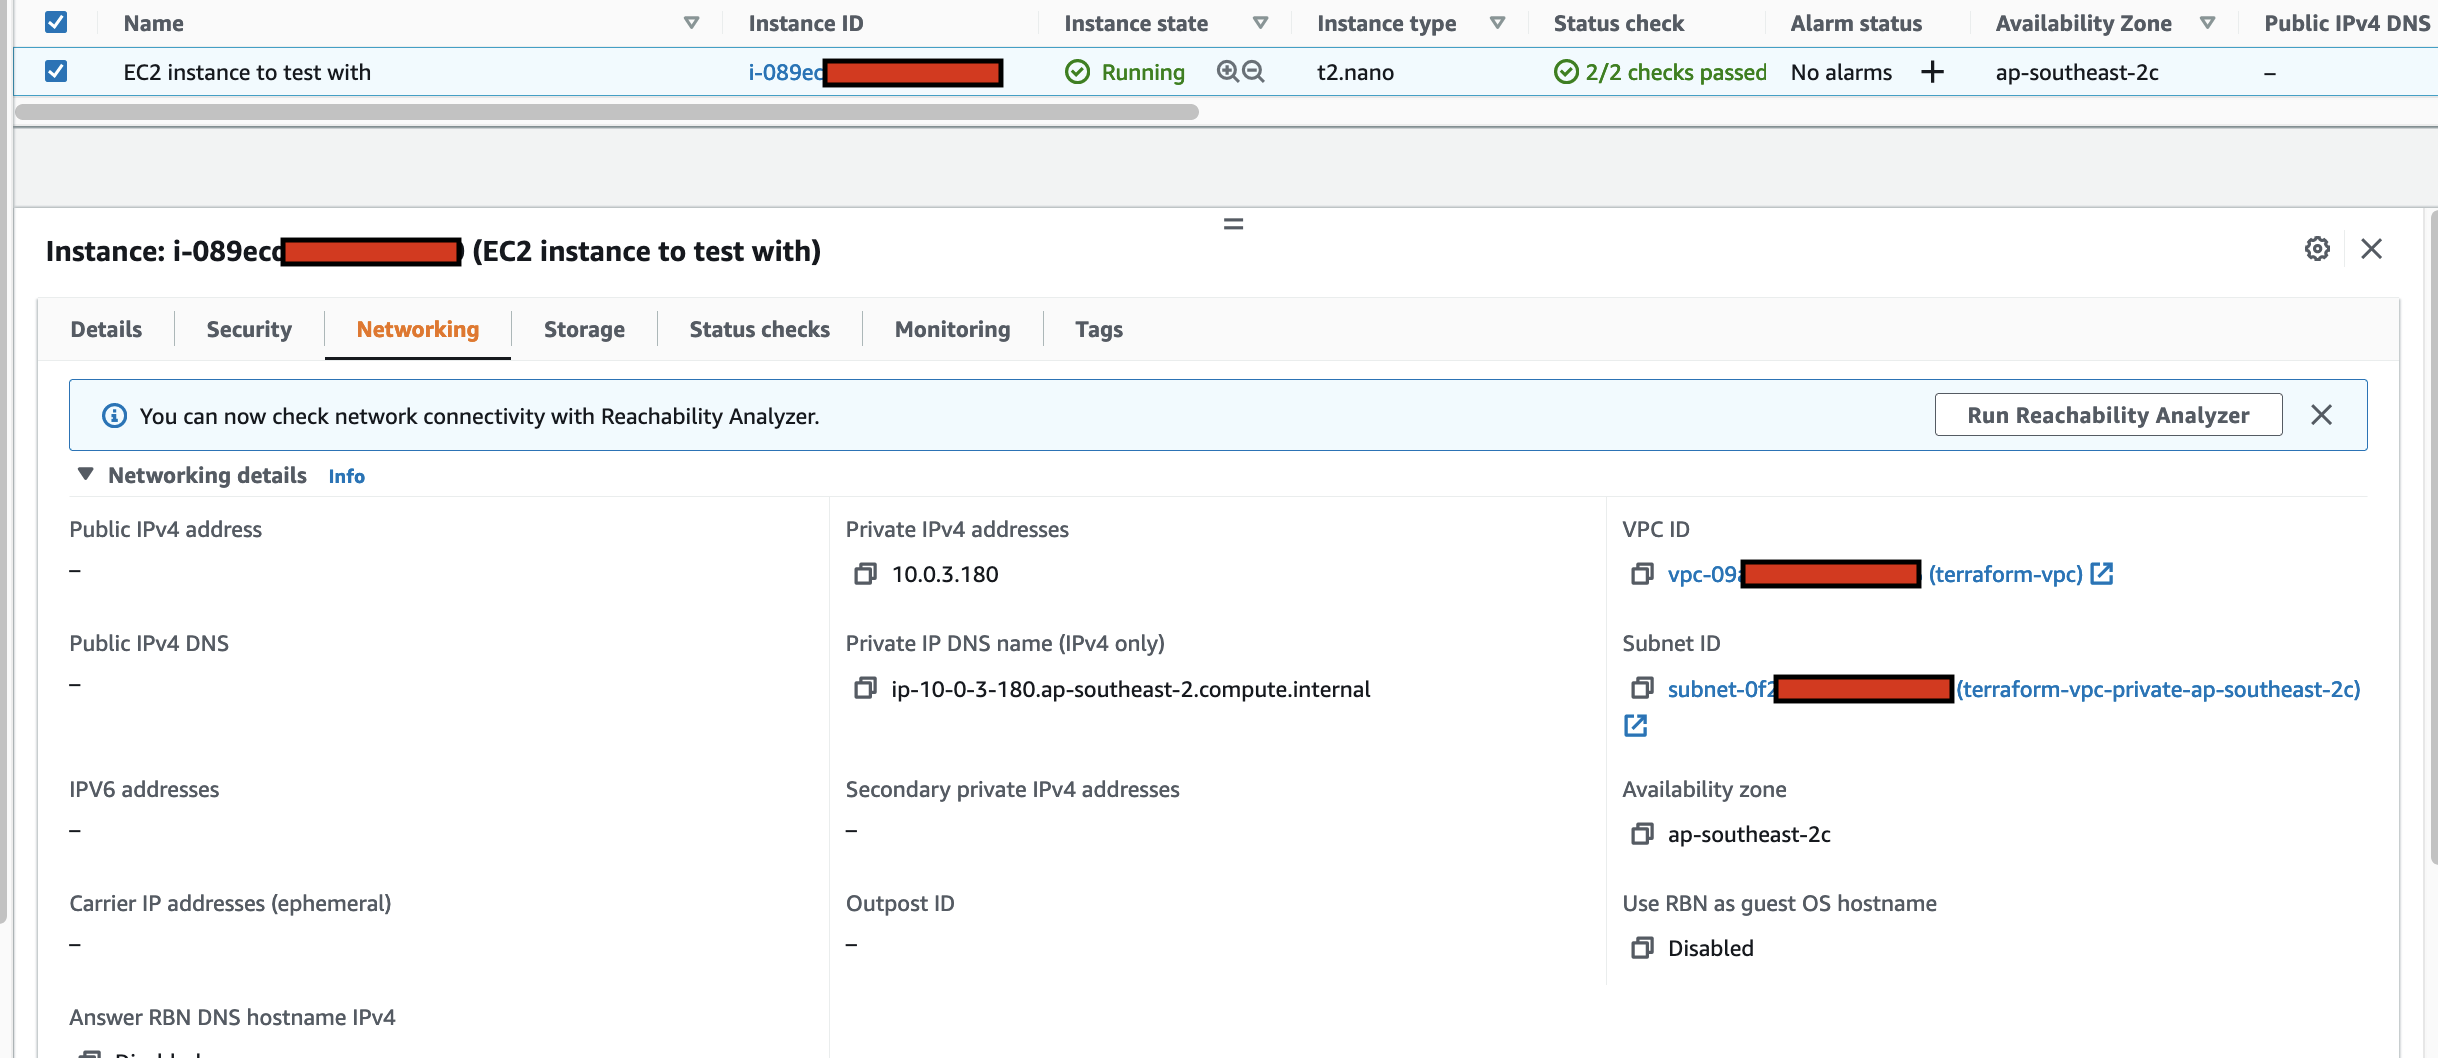 Name Instance ID Instance state Instance type Status check Alarm status Availability Zone Public IPv4 DNS
EC2 instance to test with i-089ec Running t2.nano 2/2 checks passed No alarms + ap-southeast-2c –
Instance: i-089ec (EC2 instance to test with)
Details Security Networking Storage Status checks Monitoring Tags
You can now check network connectivity with Reachability Analyzer. Run Reachability Analyzer
Networking details Info
Public IPv4 address Private IPv4 addresses VPC ID
– 10.0.3.180 vpc-09 (terraform-vpc)
Public IPv4 DNS Private IP DNS name (IPv4 only) Subnet ID
– ip-10-0-3-180.ap-southeast-2.compute.internal subnet-0f2 (terraform-vpc-private-ap-southeast-2c)
IPV6 addresses Secondary private IPv4 addresses Availability zone
– – ap-southeast-2c
Carrier IP addresses (ephemeral) Outpost ID Use RBN as guest OS hostname
– – Disabled
Answer RBN DNS hostname IPv4